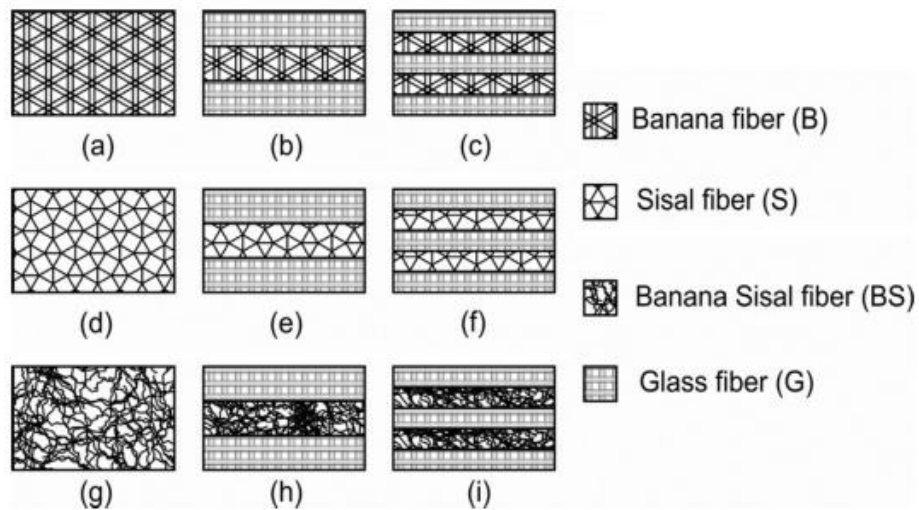 (a) (b) (c)
Banana fiber (B)
Sisal fiber (S)
(d) (e) (f)
Banana Sisal fiber (BS)
Glass fiber (G)
(g) (h) (i)